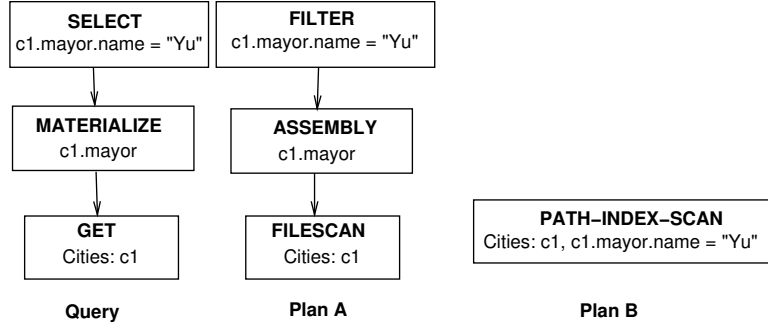 SELECT
c1.mayor.name = "Yu"
MATERIALIZE
c1.mayor
GET
Cities: c1
Query
FILTER
c1.mayor.name = "Yu"
ASSEMBLY
c1.mayor
FILESCAN
Cities: c1
Plan A
PATH−INDEX−SCAN
Cities: c1, c1.mayor.name = "Yu"
Plan B